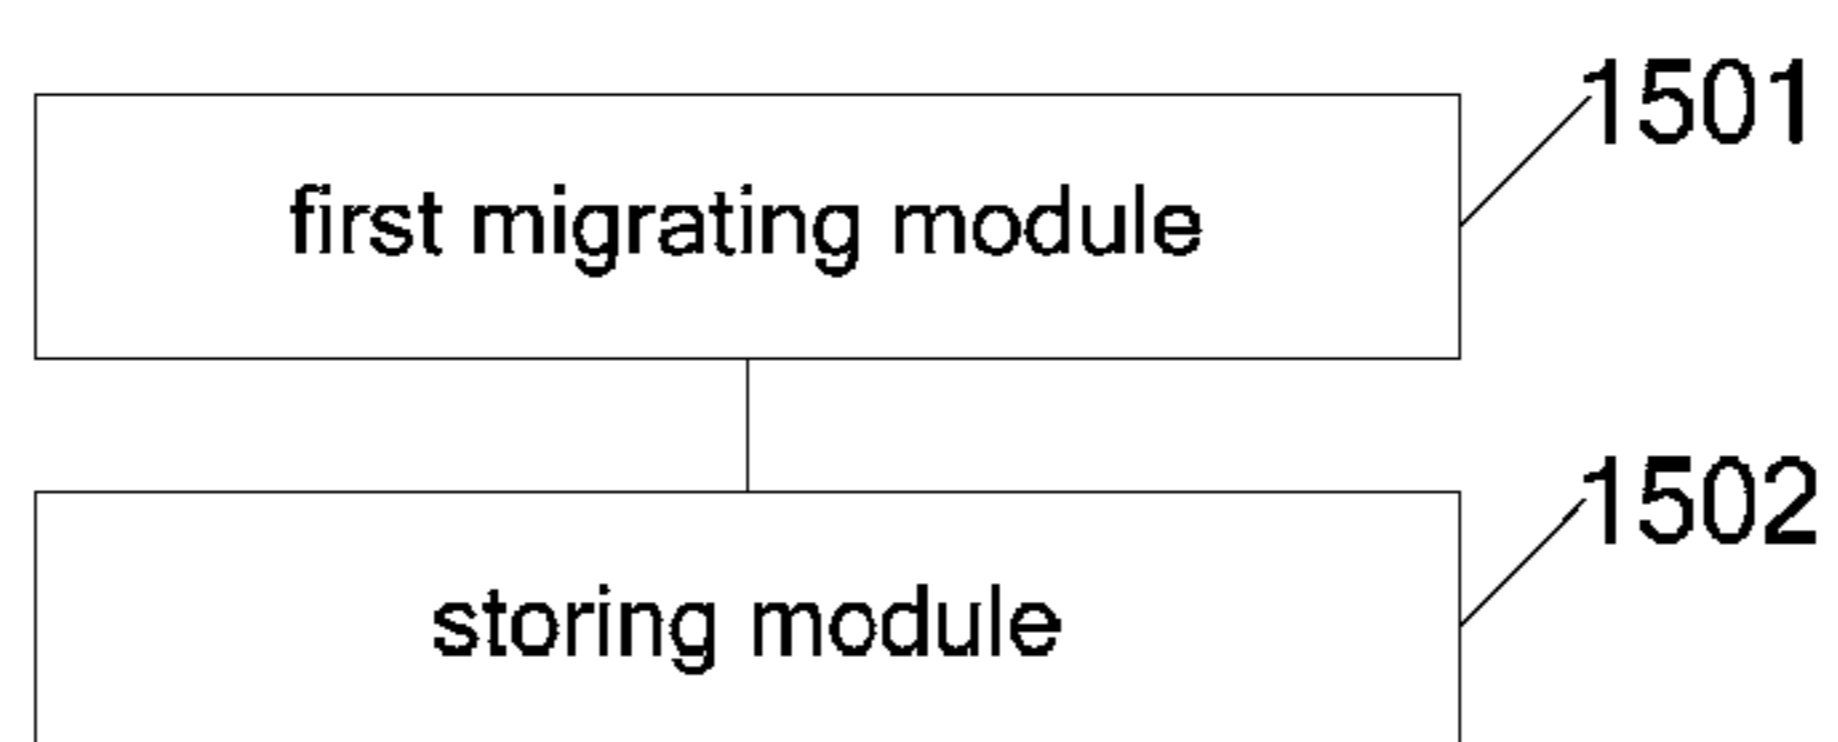 1501
first migrating module
1502
storing module